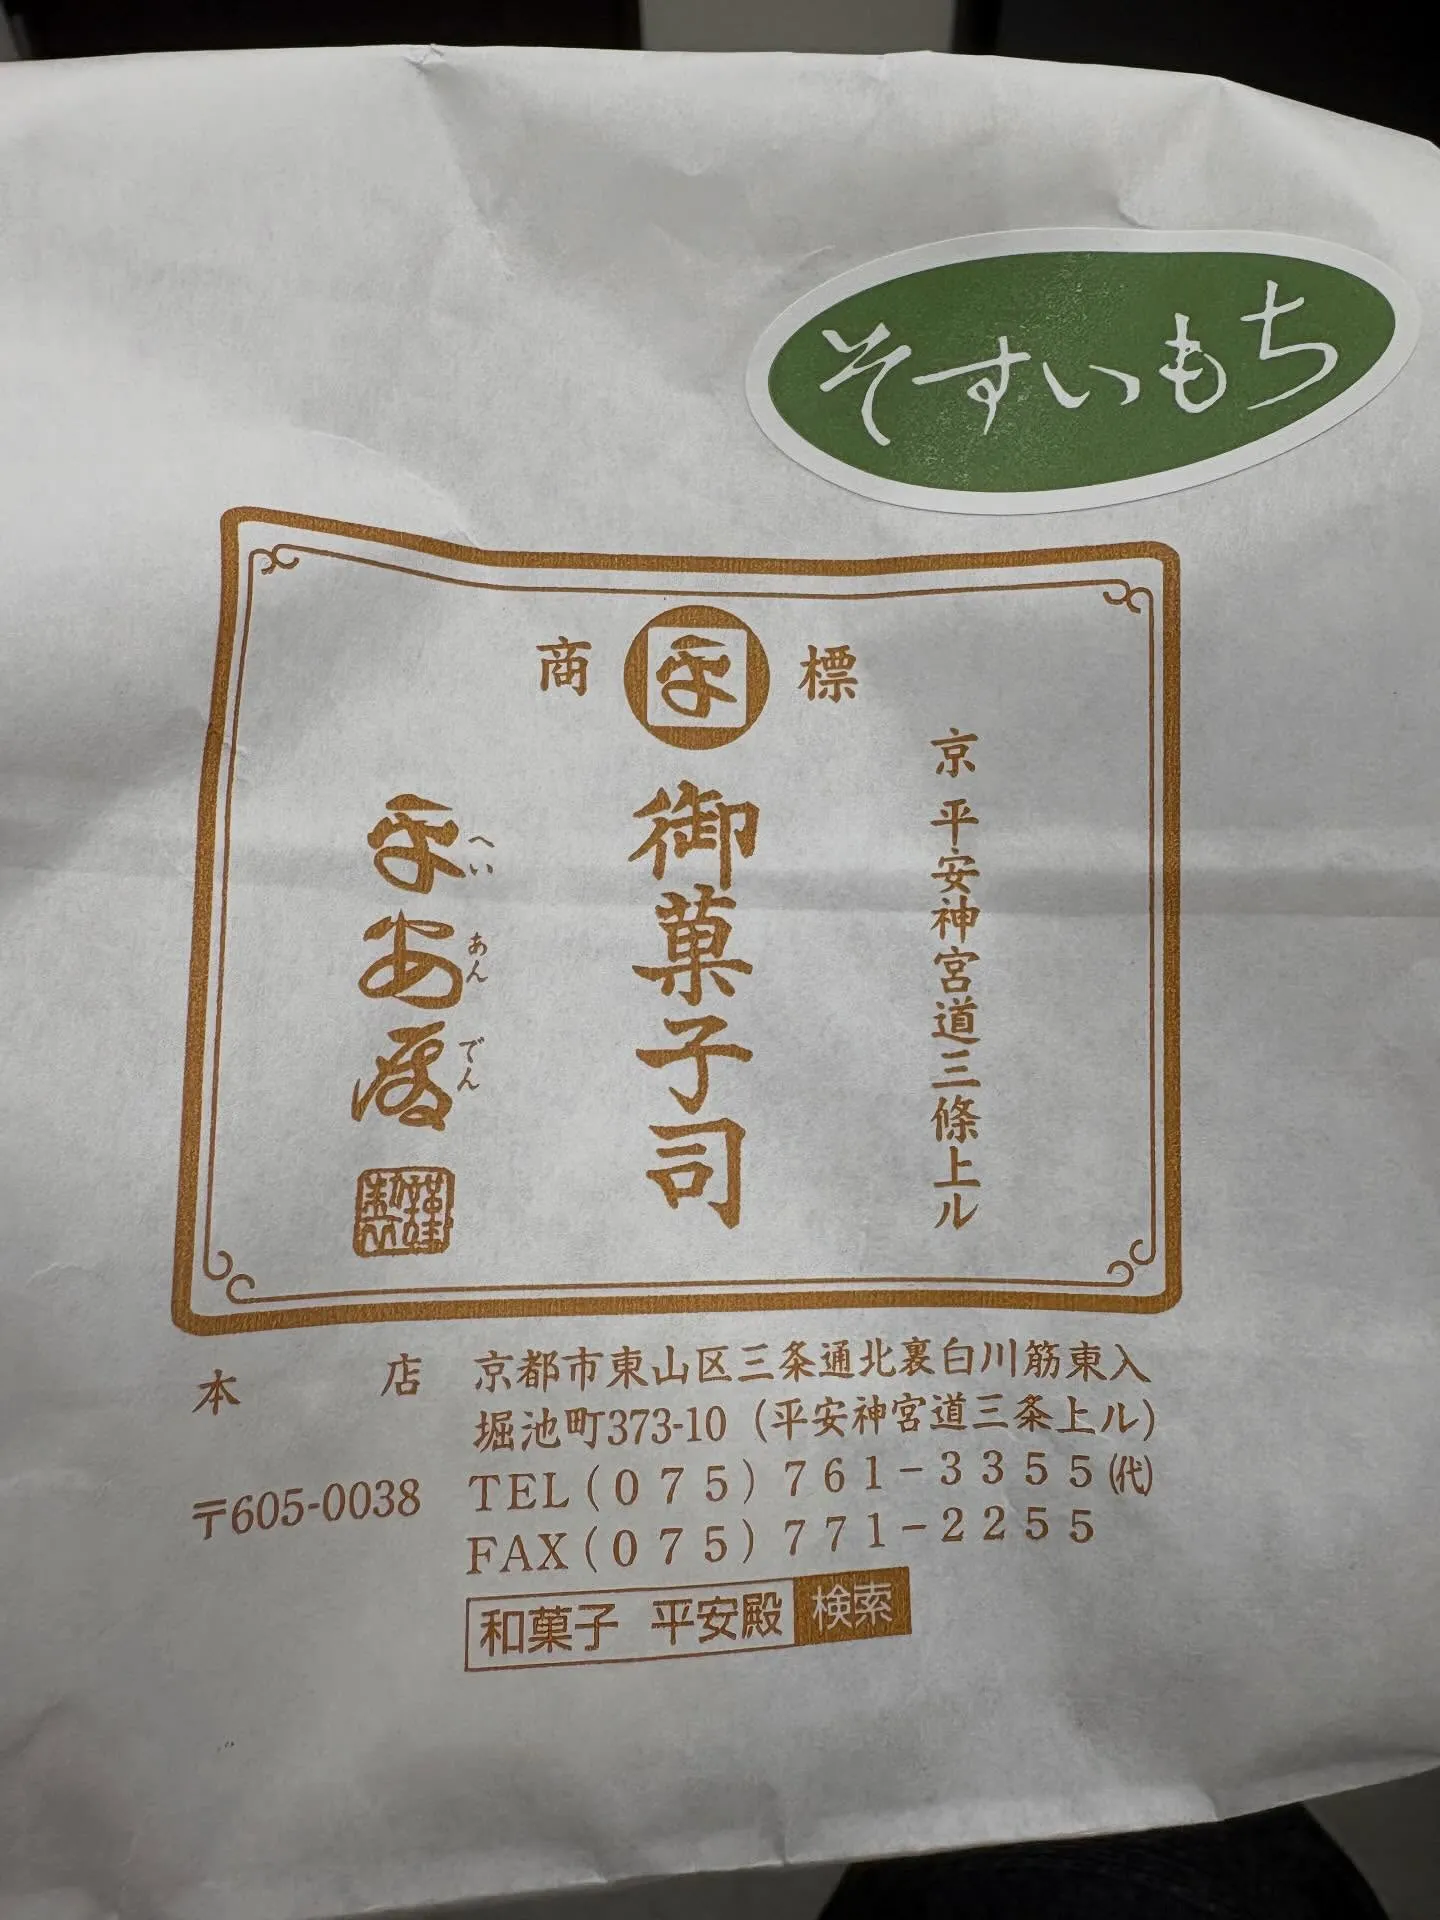 そすいもち
商 平 標
京 平安神宮道三條上ル
御菓子司
平安殿
へいあんでん
謹製
本店 京都市東山区三条通北裏白川筋東入
堀池町373-10（平安神宮道三条上ル）
〒605-0038 TEL(075)761-3355㈹
FAX(075)771-2255
和菓子 平安殿 検索